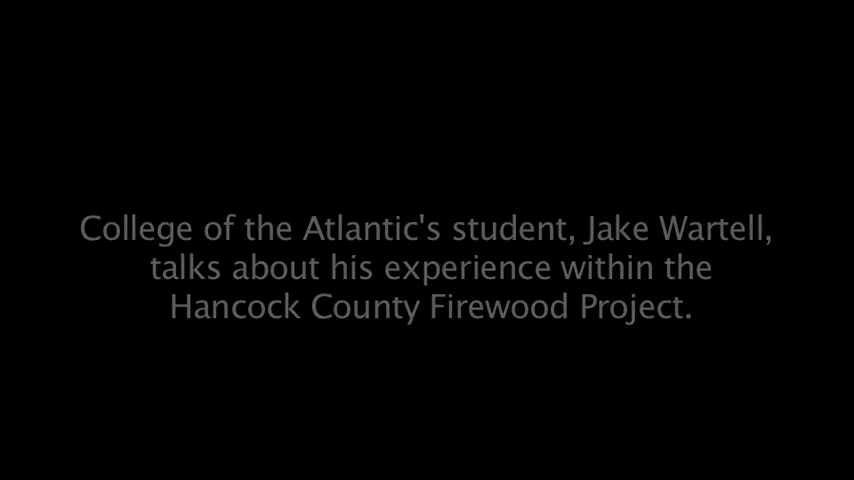 College of the Atlantic's student, Jake Wartell,
talks about his experience within the
Hancock County Firewood Project.